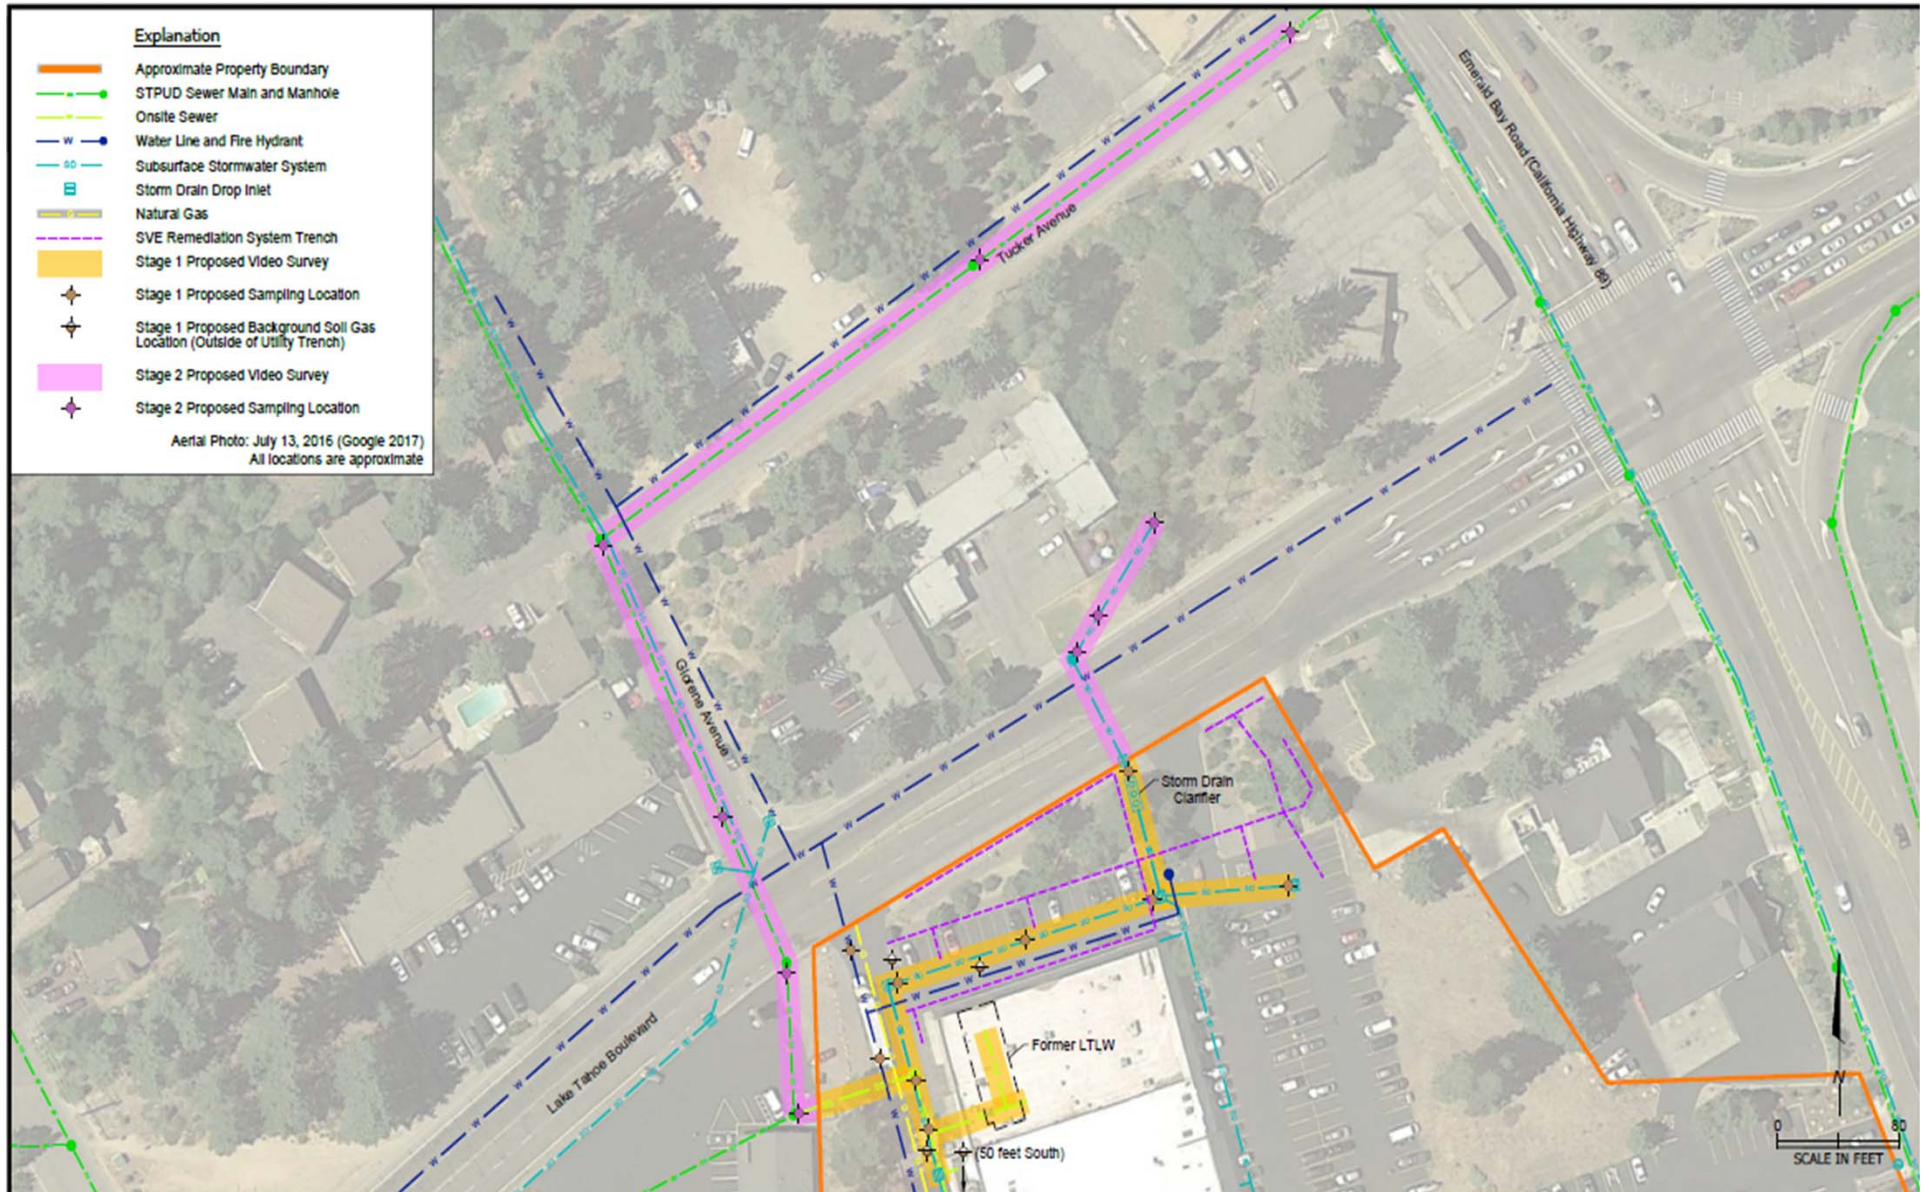 Explanation
Approximate Property Boundary
STPUD Sewer Main and Manhole
Onsite Sewer
Water Line and Fire Hydrant
Subsurface Stormwater System
Storm Drain Drop Inlet
Natural Gas
SVE Remediation System Trench
Stage 1 Proposed Video Survey
Stage 1 Proposed Sampling Location
Stage 1 Proposed Background Soil Gas
Location (Outside of Utility Trench)
Stage 2 Proposed Video Survey
Stage 2 Proposed Sampling Location
Aerial Photo: July 13, 2016 (Google 2017)
All locations are approximate
Emerald Bay Road (California Highway 89)
Tucker Avenue
Glorene Avenue
Storm Drain
Clarifier
Lake Tahoe Boulevard
Former LTLW
(50 feet South)
N
0 80
SCALE IN FEET